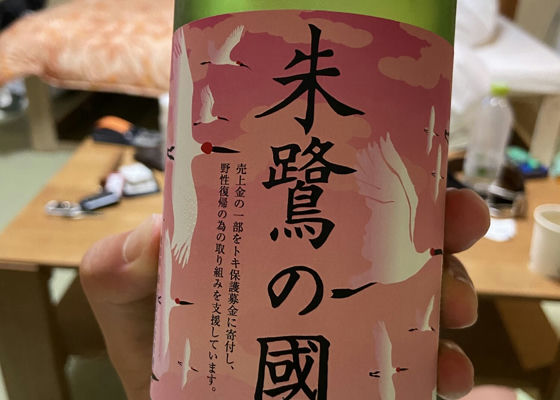 朱鷺の國
売上金の一部をトキ保護募金に寄付し、
野性復帰の為の取り組みを支援しています。